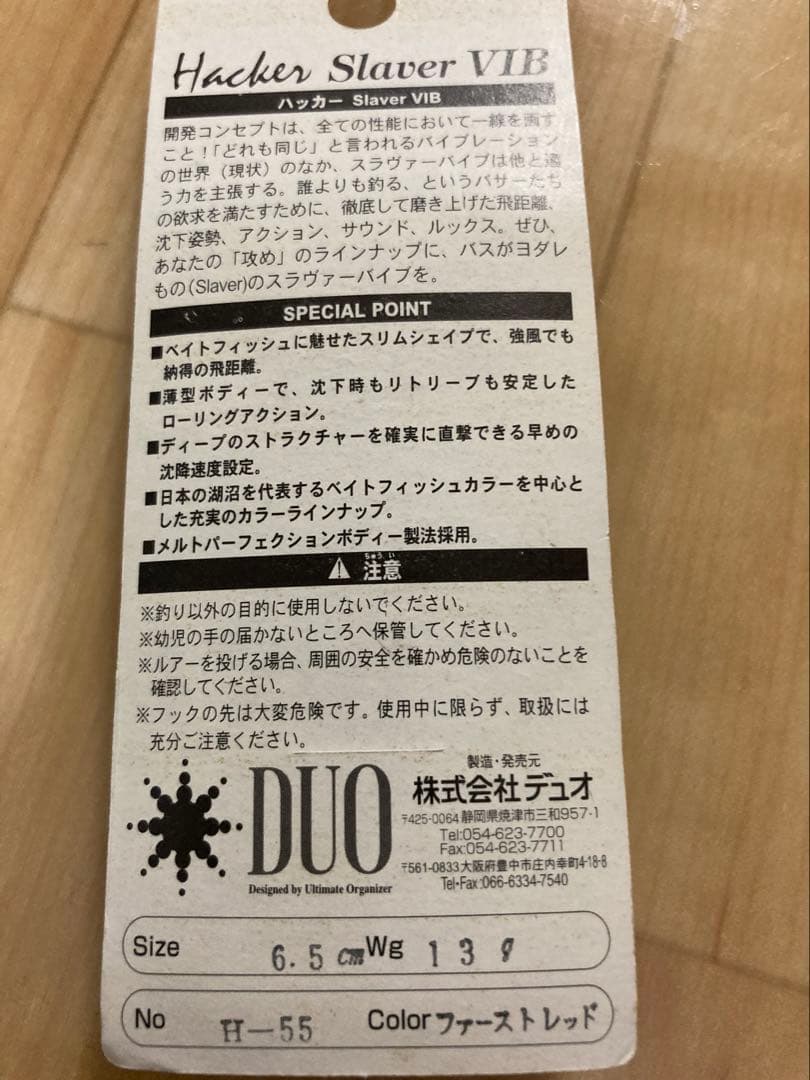 Hacker Slaver VIB
ハッカー Slaver VIB
開発コンセプトは、全ての性能において一線を画す
こと！「どれも同じ」と言われるバイブレーション
の世界（現状）のなか、スラヴァーバイブは他と違
う力を主張する。誰よりも釣る、というバサーたち
の欲求を満たすために、徹底して磨き上げた飛距離、
沈下姿勢、アクション、サウンド、ルックス。ぜひ、
あなたの「攻め」のラインナップに、バスがヨダレ
もの(Slaver)のスラヴァーバイブを。
SPECIAL POINT
■ベイトフィッシュに魅せたスリムシェイプで、強風でも
納得の飛距離。
■薄型ボディーで、沈下時もリトリーブも安定した
ローリングアクション。
■ディープのストラクチャーを確実に直撃できる早めの
沈降速度設定。
■日本の湖沼を代表するベイトフィッシュカラーを中心と
した充実のカラーラインナップ。
■メルトパーフェクションボディー製法採用。
ちゅうい
⚠ 注意
※釣り以外の目的に使用しないでください。
※幼児の手の届かないところへ保管してください。
※ルアーを投げる場合、周囲の安全を確かめ危険のないことを
確認してください。
※フックの先は大変危険です。使用中に限らず、取扱には
充分ご注意ください。
DUO
Designed by Ultimate Organizer
製造・発売元
株式会社デュオ
〒425-0064 静岡県焼津市三和957-1
Tel:054-623-7700
Fax:054-623-7711
〒561-0833 大阪府豊中市庄内幸町4-18-8
Tel・Fax:066-6334-7540
Size 6.5cm Wg 13g
No H-55 Color ファーストレッド